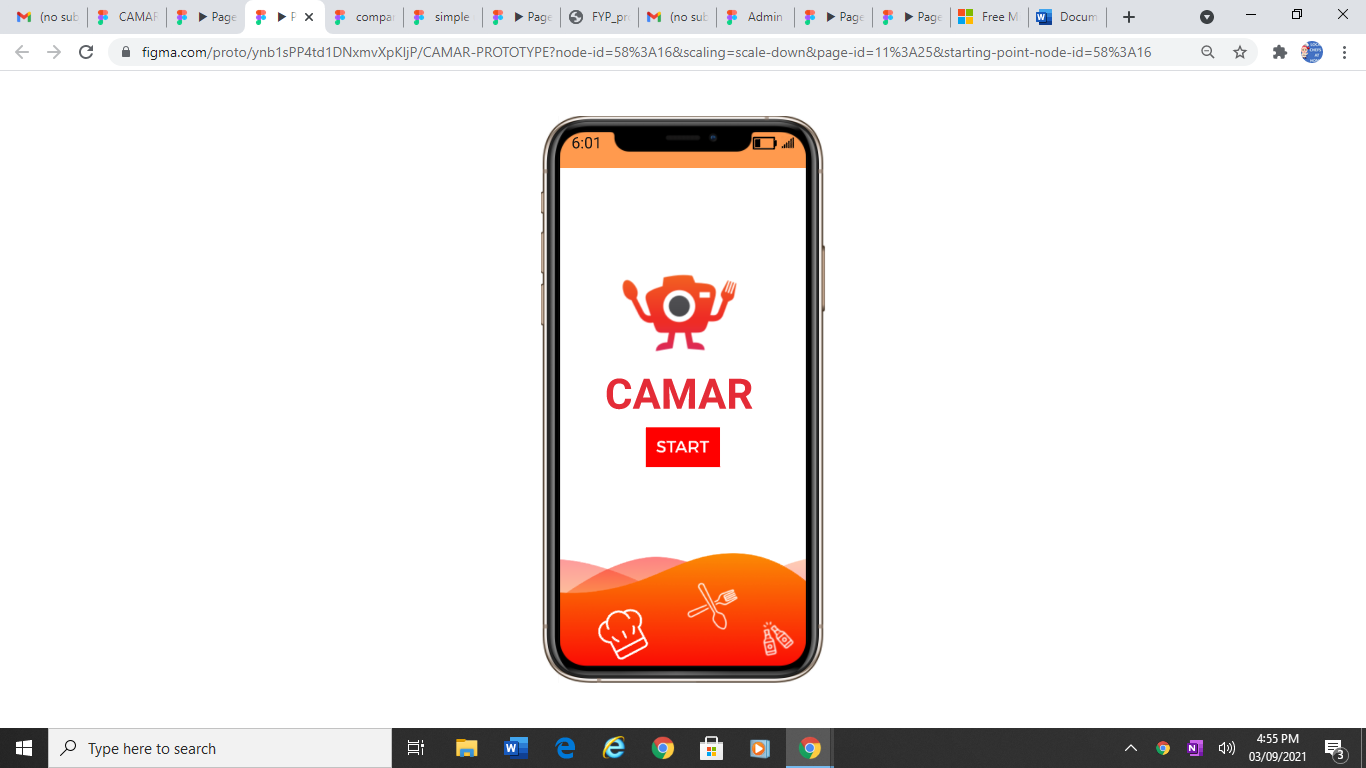 (no sub
CAMAR
▶ Page
▶ P
compar
simple
▶ Page
FYP_pr
(no sub
Admin
▶ Page
▶ Page
Free M
Docum
figma.com/proto/ynb1sPP4td1DNxmvXpKljP/CAMAR-PROTOTYPE?node-id=58%3A16&scaling=scale-down&page-id=11%3A25&starting-point-node-id=58%3A16
6:01
CAMAR
START
Type here to search
4:55 PM
03/09/2021
3